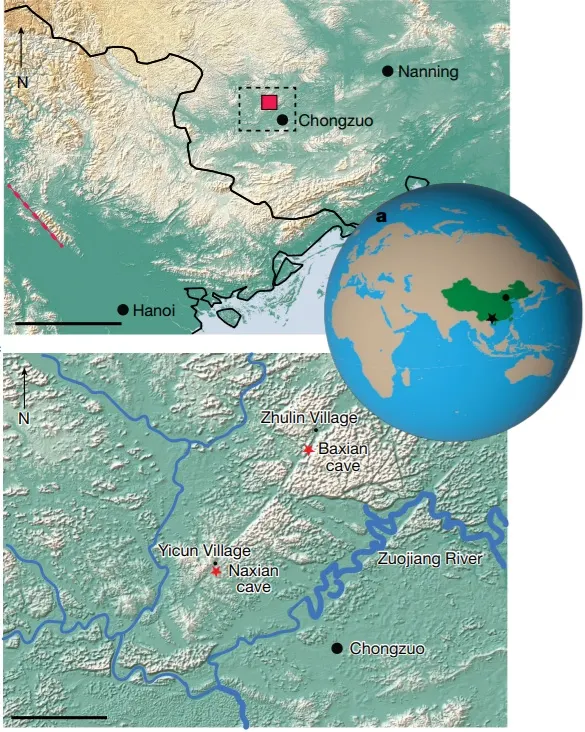 N
Nanning
Chongzuo
a
Hanoi
N
Zhulin Village
Baxian
cave
Yicun Village
Naxian
cave
Zuojiang River
Chongzuo